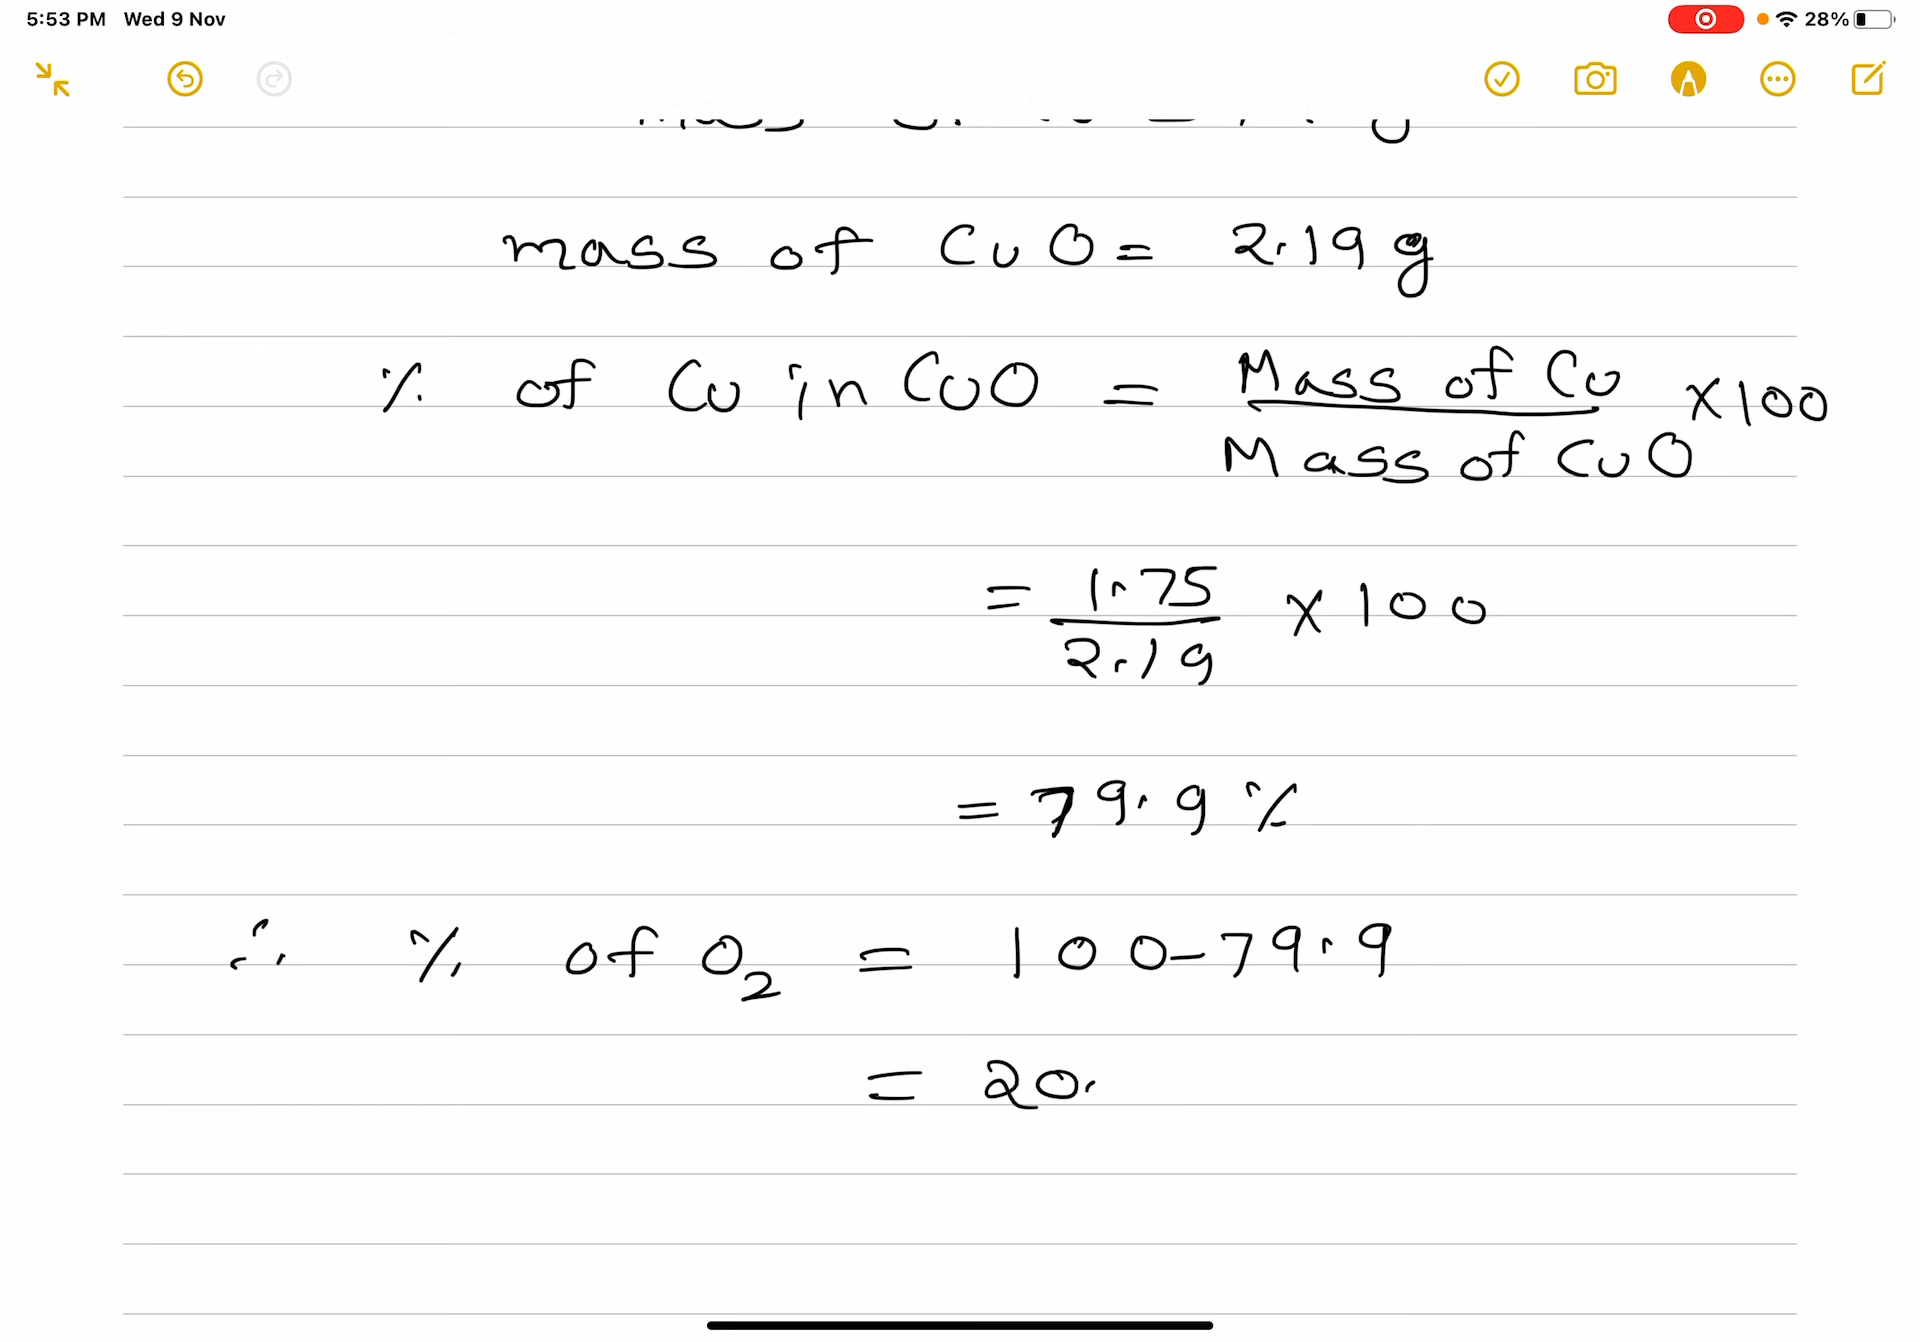 5:53 PM Wed 9 Nov 28%
mass of CuO = 2.19 g
% of Cu in CuO = Mass of Cu / Mass of CuO × 100
= 1.75 / 2.19 × 100
= 79.9 %
∴ % of O₂ = 100 - 79.9
= 20.